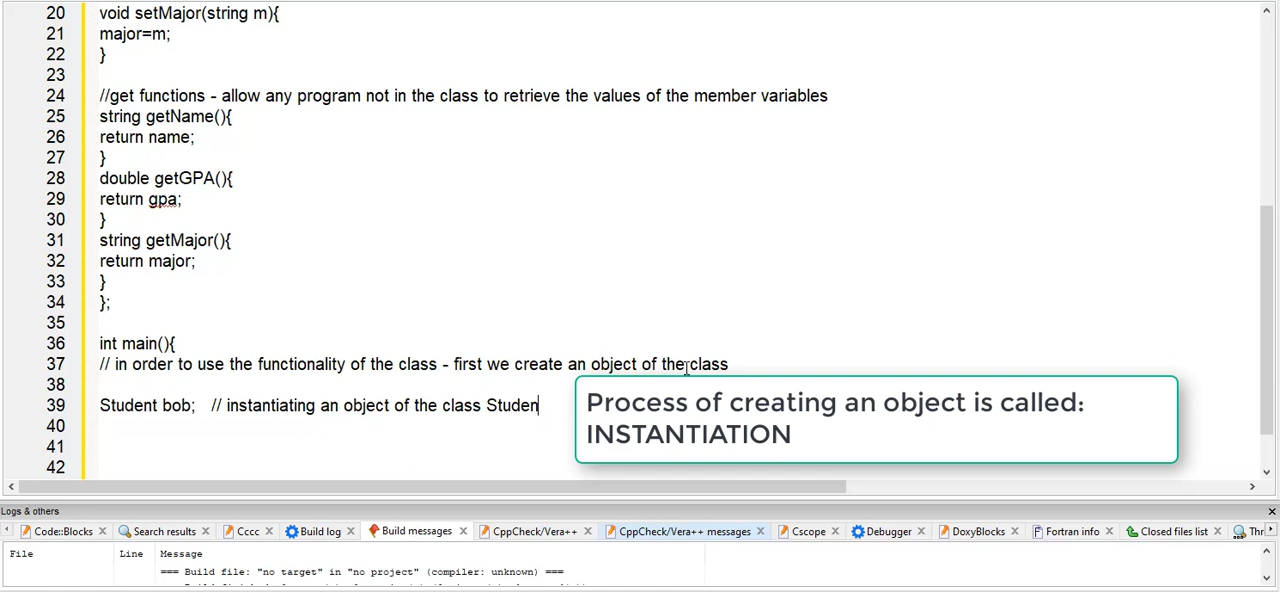 20 void setMajor(string m){
21 major=m;
22 }
23
24 //get functions - allow any program not in the class to retrieve the values of the member variables
25 string getName(){
26 return name;
27 }
28 double getGPA(){
29 return gpa;
30 }
31 string getMajor(){
32 return major;
33 }
34 };
35
36 int main(){
37 // in order to use the functionality of the class - first we create an object of the class
38
39 Student bob;   // instantiating an object of the class Studen
Process of creating an object is called:
INSTANTIATION
40
41
42
Logs & others
Code::Blocks Search results Cccc Build log Build messages CppCheck/Vera++ CppCheck/Vera++ messages Cscope Debugger DoxyBlocks Fortran info Closed files list Thr
File Line Message
=== Build file: "no target" in "no project" (compiler: unknown) ===